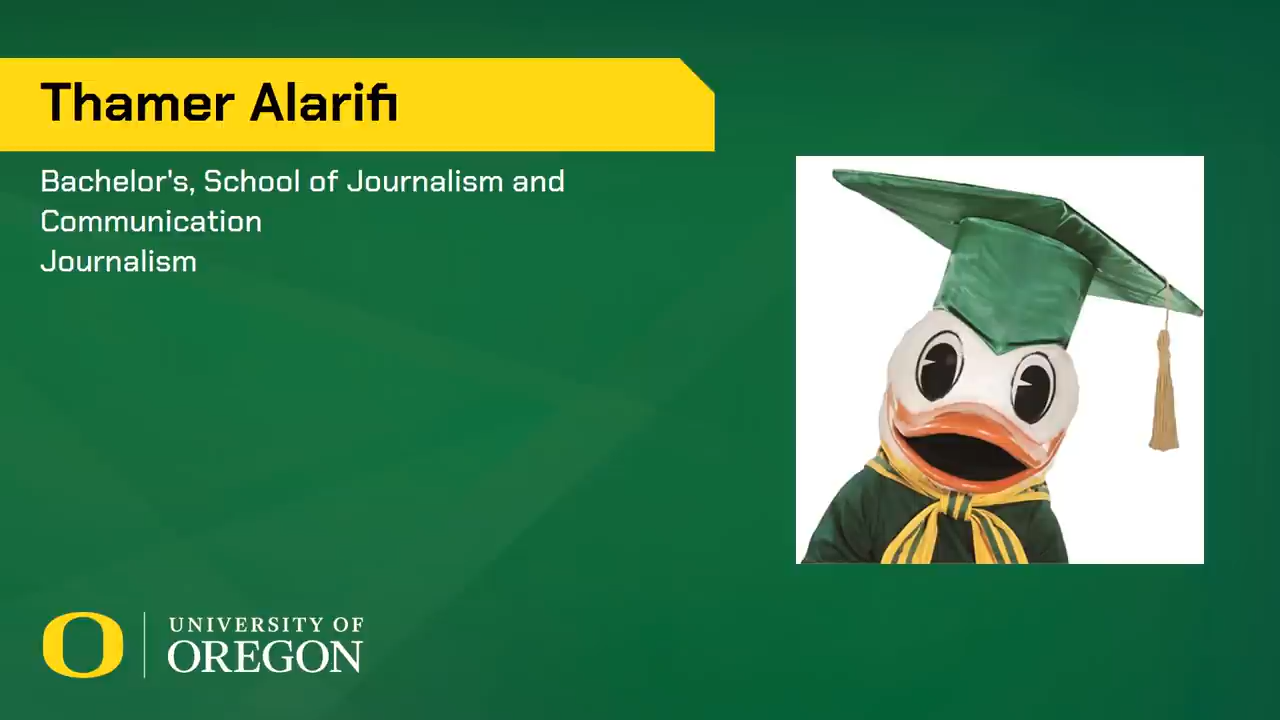 Thamer Alarifi
Bachelor's, School of Journalism and
Communication
Journalism
UNIVERSITY OF
OREGON